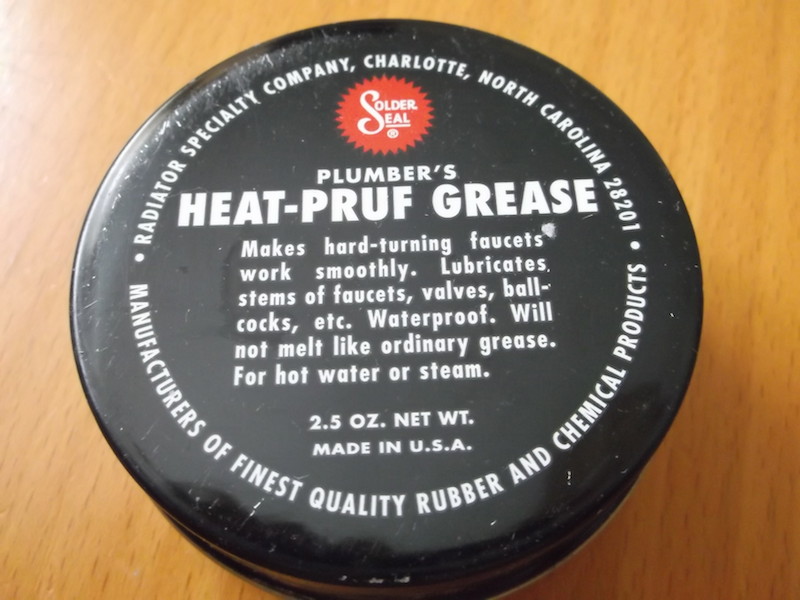 • RADIATOR SPECIALTY COMPANY, CHARLOTTE, NORTH CAROLINA 28201 •
SOLDER
SEAL
®
PLUMBER'S
HEAT-PRUF GREASE
Makes hard-turning faucets
work smoothly. Lubricates
stems of faucets, valves, ball-
cocks, etc. Waterproof. Will
not melt like ordinary grease.
For hot water or steam.
2.5 OZ. NET WT.
MADE IN U.S.A.
MANUFACTURERS OF FINEST QUALITY RUBBER AND CHEMICAL PRODUCTS